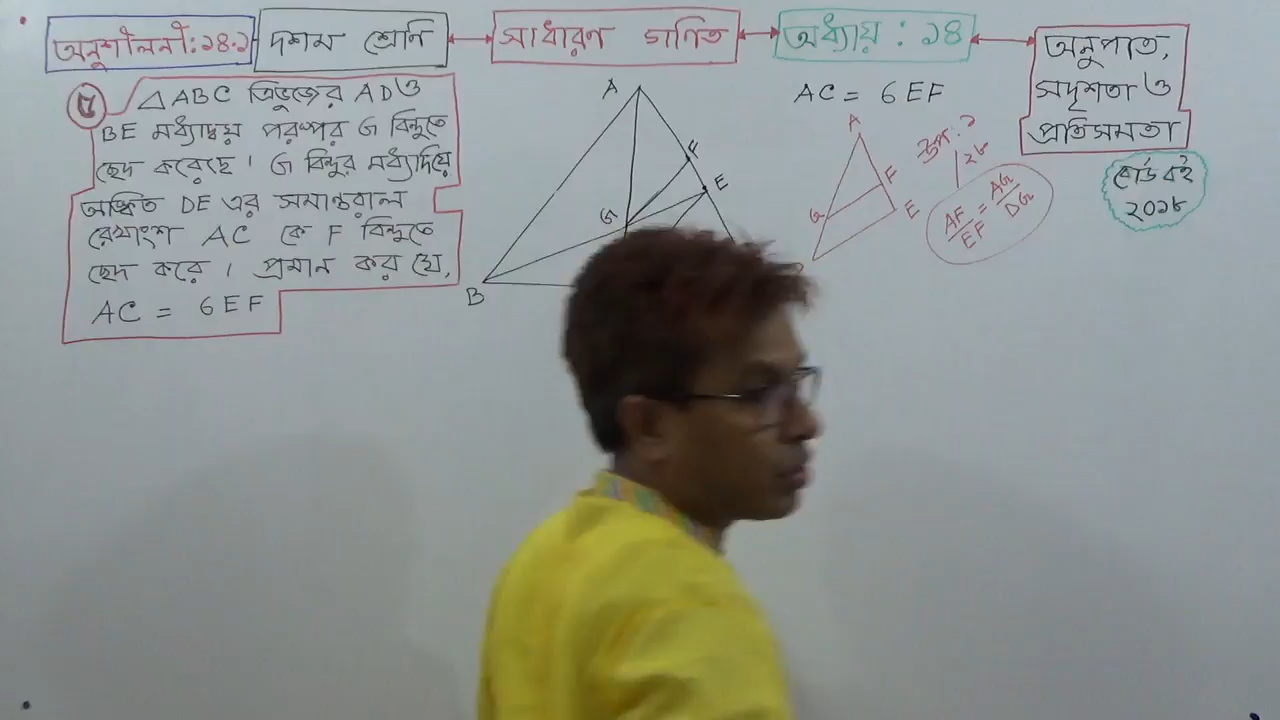 অনুশীলনী: ১৪.১
দশম শ্রেণি
সাধারণ গণিত
অধ্যায় : ১৪
অনুপাত,
সদৃশতা ও
প্রতিসমতা
বোর্ড বই
২০১৮
△ABC ত্রিভুজের AD ও
BE মধ্যমাদ্বয় পরস্পর G বিন্দুতে
ছেদ করেছে। G বিন্দুর মধ্যদিয়ে
অঙ্কিত DE এর সমান্তরাল
রেখাংশ AC কে F বিন্দুতে
ছেদ করে। প্রমান কর যে,
AC = 6EF
A
F
E
G
B
AC = 6EF
A
F
G
E
২৮
AF/EF = AG/DG